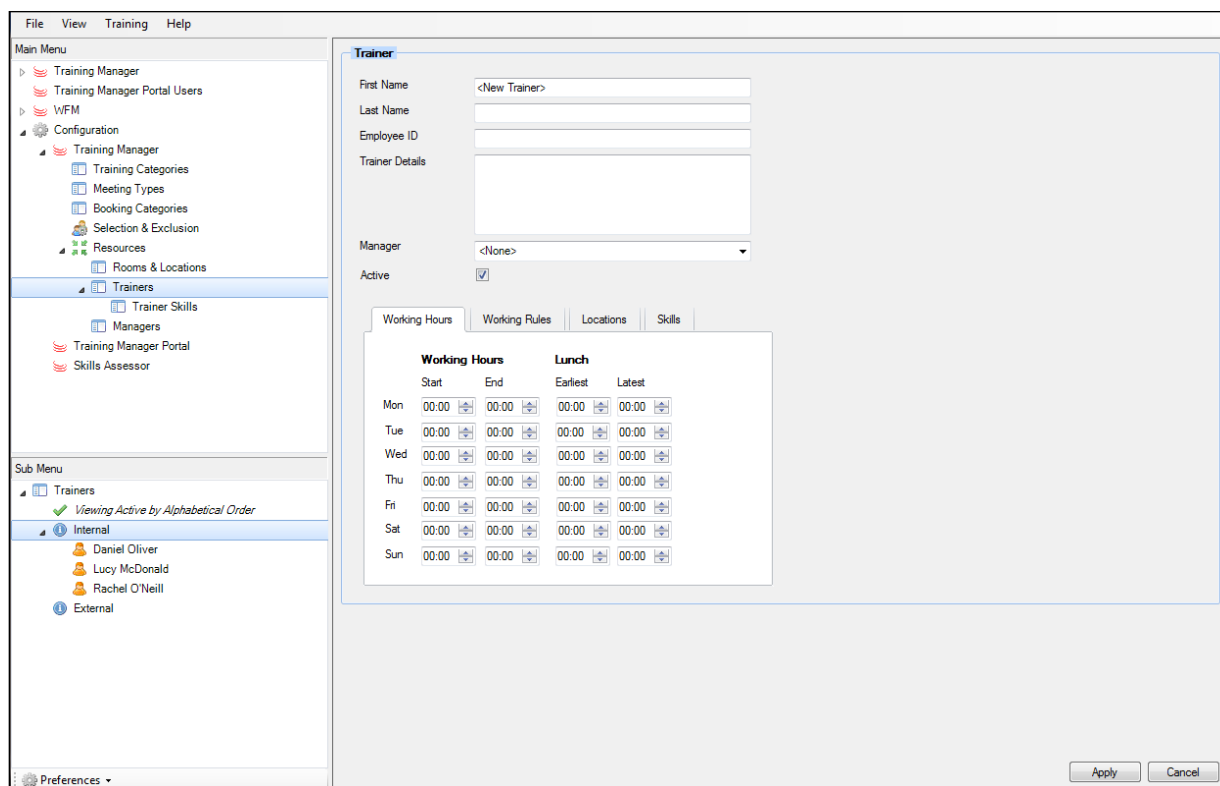 File View Training Help
Main Menu
Training Manager
Training Manager Portal Users
WFM
Configuration
Training Manager
Training Categories
Meeting Types
Booking Categories
Selection & Exclusion
Resources
Rooms & Locations
Trainers
Trainer Skills
Managers
Training Manager Portal
Skills Assessor
Sub Menu
Trainers
Viewing Active by Alphabetical Order
Internal
Daniel Oliver
Lucy McDonald
Rachel O'Neill
External
Preferences
Trainer
First Name <New Trainer>
Last Name
Employee ID
Trainer Details
Manager <None>
Active
Working Hours Working Rules Locations Skills
Working Hours Lunch
Start End Earliest Latest
Mon 00:00 00:00 00:00 00:00
Tue 00:00 00:00 00:00 00:00
Wed 00:00 00:00 00:00 00:00
Thu 00:00 00:00 00:00 00:00
Fri 00:00 00:00 00:00 00:00
Sat 00:00 00:00 00:00 00:00
Sun 00:00 00:00 00:00 00:00
Apply Cancel